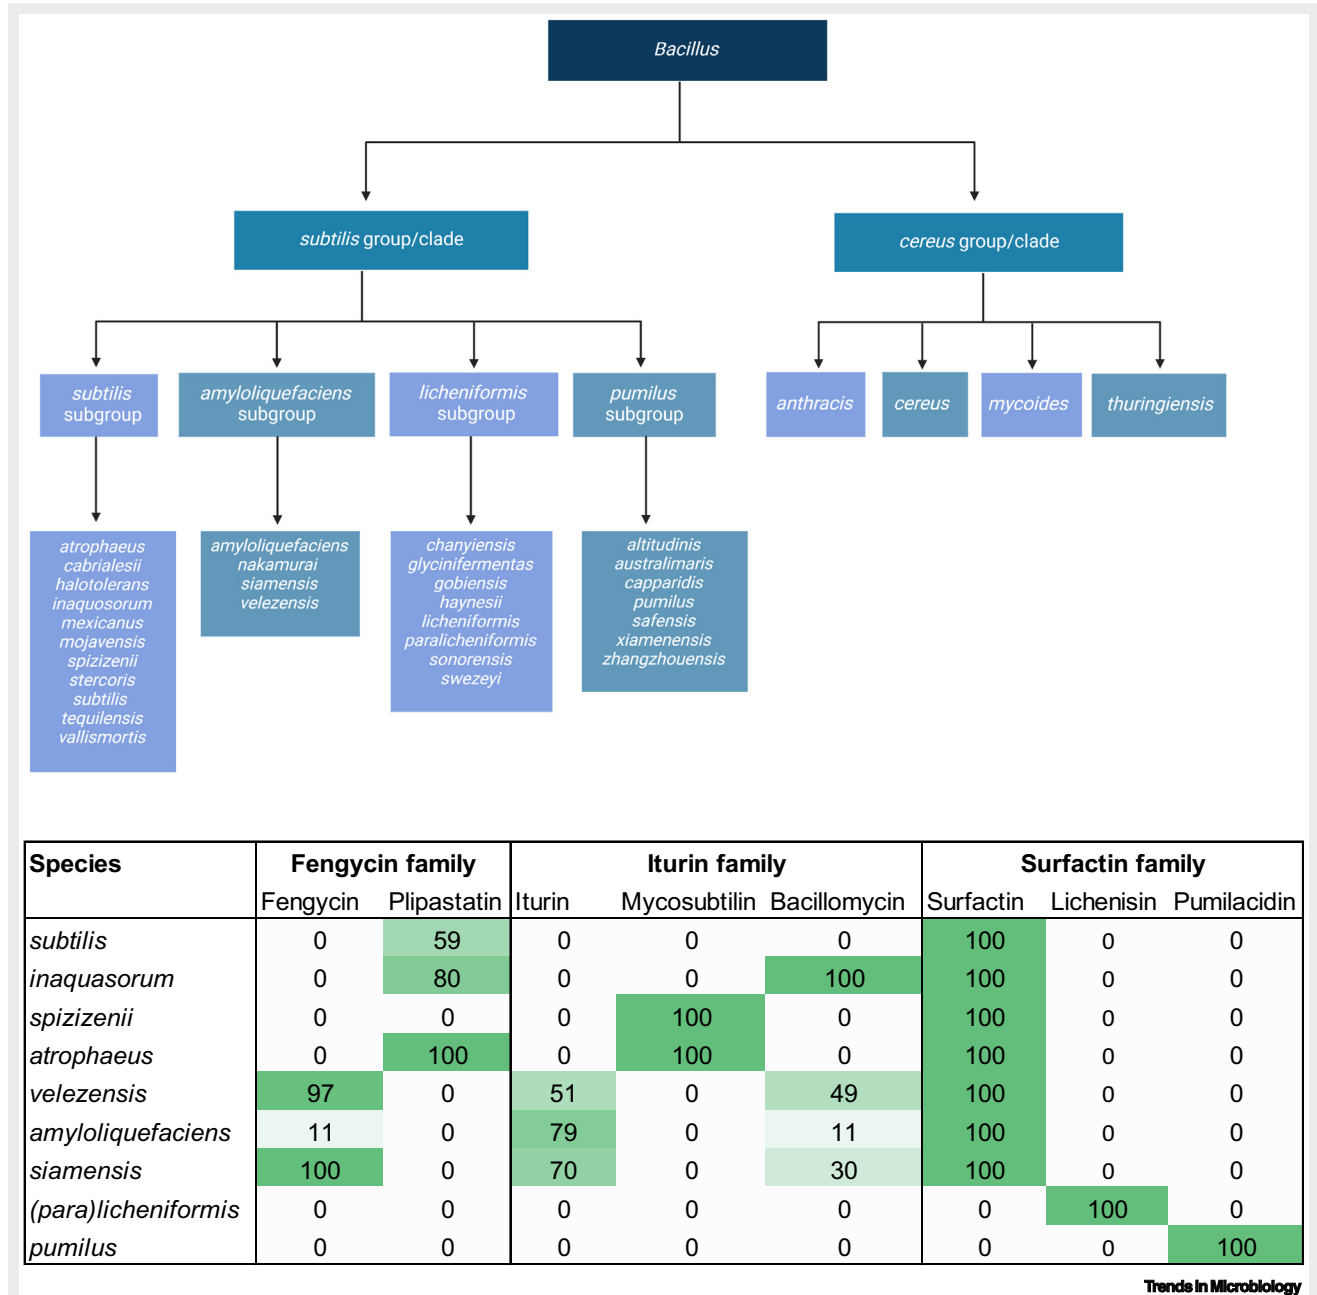 Bacillus
subtilis group/clade
cereus group/clade
subtilis
subgroup
amyloliquefaciens
subgroup
licheniformis
subgroup
pumilus
subgroup
anthracis
cereus
mycoides
thuringiensis
atrophaeus
cabrialesii
halotolerans
inaquosorum
mexicanus
mojavensis
spizizenii
stercoris
subtilis
tequilensis
vallismortis
amyloliquefaciens
nakamurai
siamensis
velezensis
chanyiensis
glycinifermentas
gobiensis
haynesii
licheniformis
paralicheniformis
sonorensis
swezeyi
altitudinis
australimaris
capparidis
pumilus
safensis
xiamenensis
zhangzhouensis
Species Fengycin family Iturin family Surfactin family
Fengycin Plipastatin Iturin Mycosubtilin Bacillomycin Surfactin Lichenisin Pumilacidin
subtilis 0 59 0 0 0 100 0 0
inaquasorum 0 80 0 0 100 100 0 0
spizizenii 0 0 0 100 0 100 0 0
atrophaeus 0 100 0 100 0 100 0 0
velezensis 97 0 51 0 49 100 0 0
amyloliquefaciens 11 0 79 0 11 100 0 0
siamensis 100 0 70 0 30 100 0 0
(para)licheniformis 0 0 0 0 0 0 100 0
pumilus 0 0 0 0 0 0 0 100
Trends in Microbiology